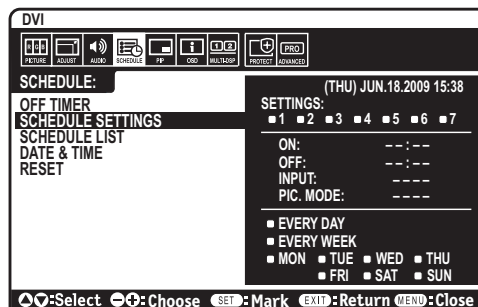 DVI
RGB
PICTURE ADJUST AUDIO SCHEDULE PIP OSD MULTI-DSP PROTECT ADVANCED
1 2
PRO
SCHEDULE:
OFF TIMER
SCHEDULE SETTINGS
SCHEDULE LIST
DATE & TIME
RESET
(THU) JUN.18.2009 15:38
SETTINGS:
1 2 3 4 5 6 7
ON: --:--
OFF: --:--
INPUT: ----
PIC. MODE: ----
EVERY DAY
EVERY WEEK
MON TUE WED THU
FRI SAT SUN
:Select :Choose SET:Mark EXIT:Return MENU:Close